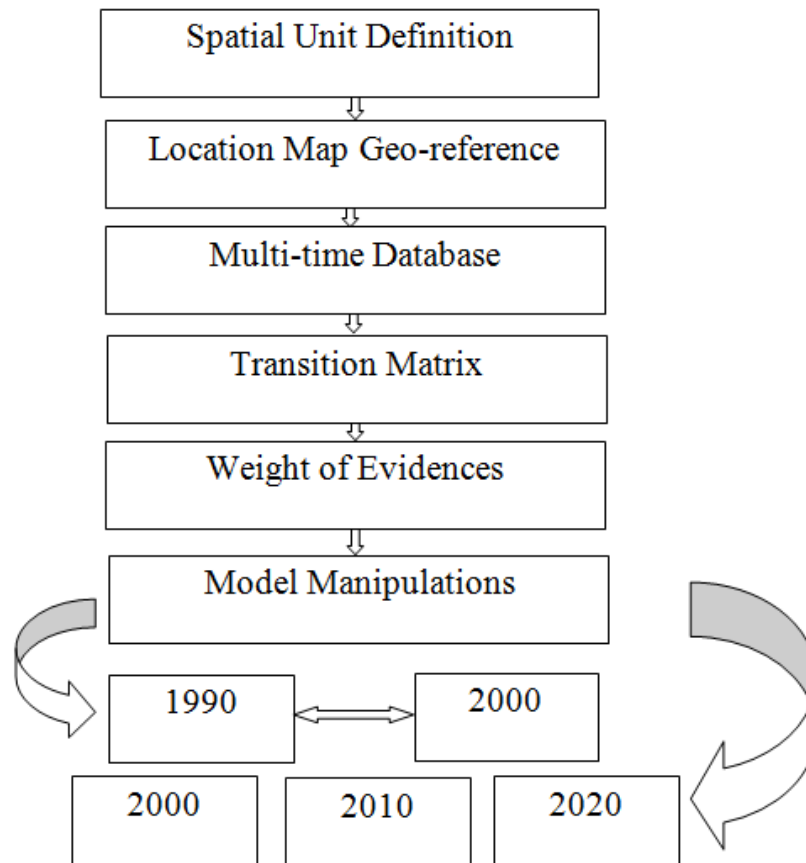 Spatial Unit Definition
Location Map Geo-reference
Multi-time Database
Transition Matrix
Weight of Evidences
Model Manipulations
1990
2000
2000
2010
2020